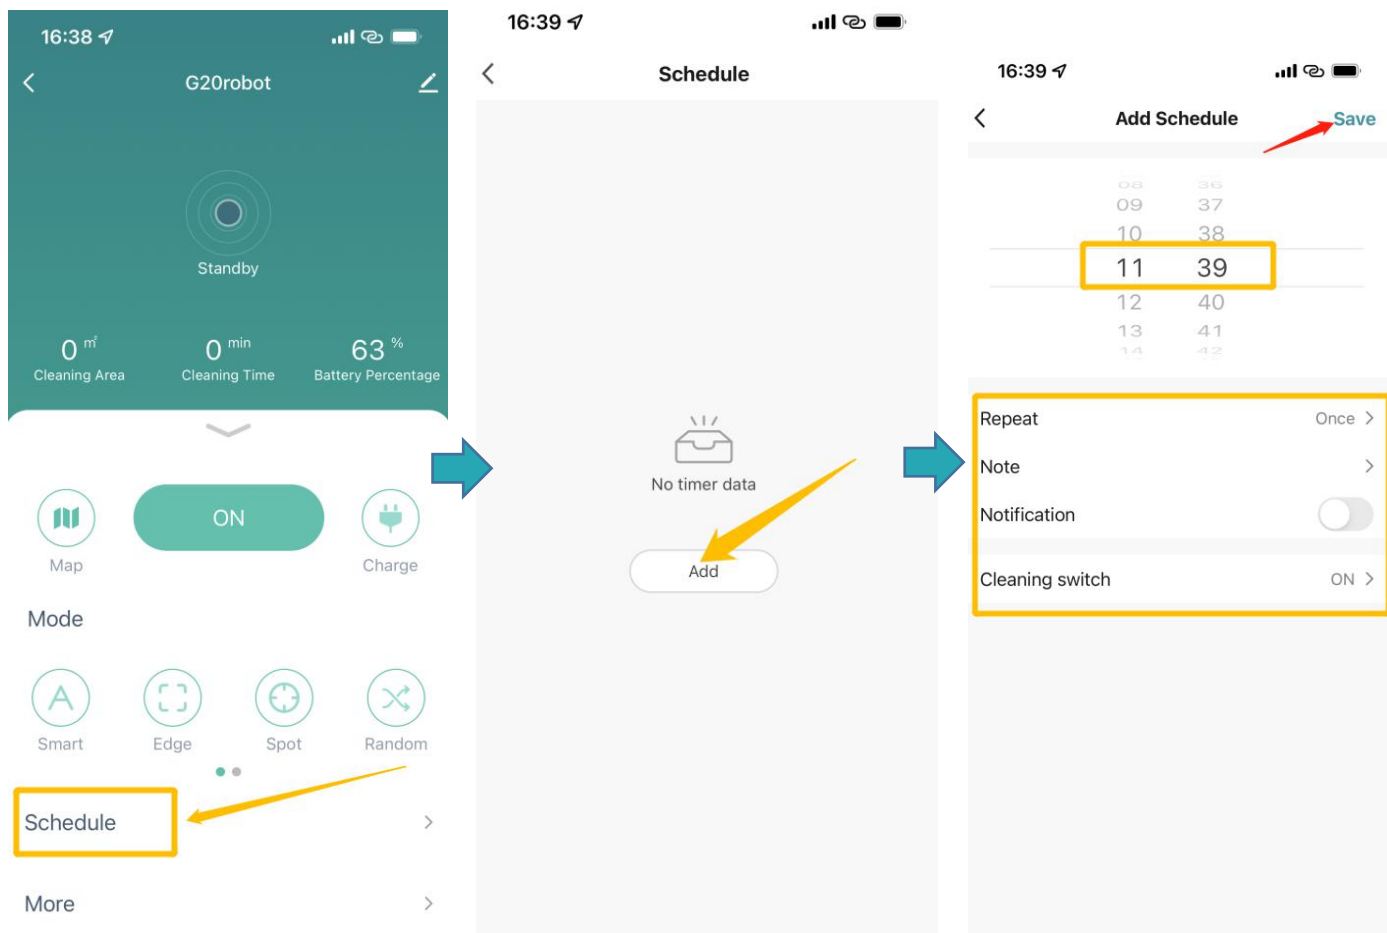 16:38
G20robot
Standby
0 ㎡
0 min
63 %
Cleaning Area
Cleaning Time
Battery Percentage
ON
Map
Charge
Mode
Smart
Edge
Spot
Random
Schedule
More
16:39
Schedule
No timer data
Add
16:39
Add Schedule
Save
08 36
09 37
10 38
11 39
12 40
13 41
14 42
Repeat
Once
Note
Notification
Cleaning switch
ON